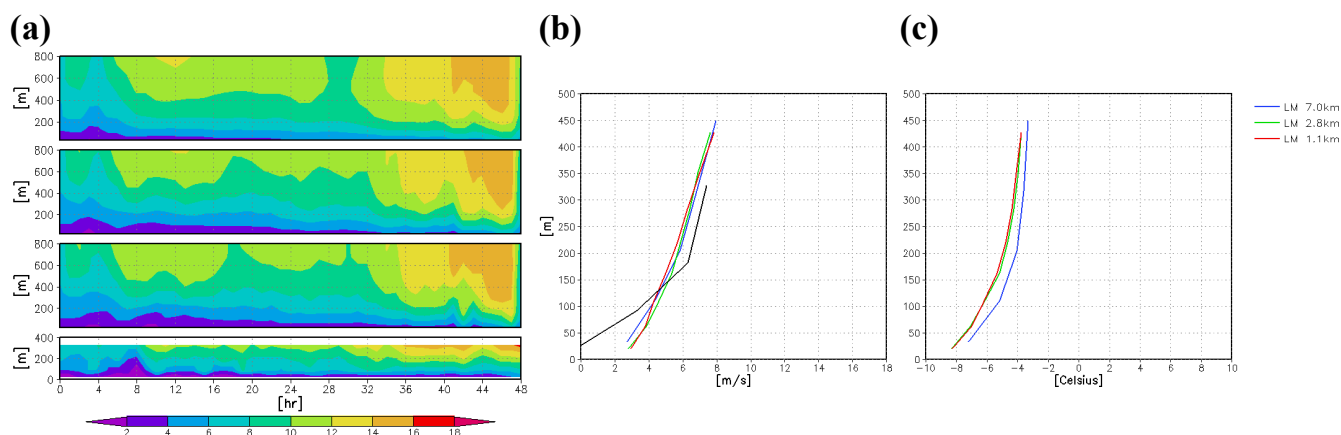 (a)
(b)
(c)
800
600
400
200
[m]
800
600
400
200
[m]
800
600
400
200
[m]
400
200
0
[m]
0 4 8 12 16 20 24 28 32 36 40 44 48
[hr]
2 4 6 8 10 12 14 16 18
500
450
400
350
300
250
200
150
100
50
0
[m]
0 2 4 6 8 10 12 14 16 18
[m/s]
500
450
400
350
300
250
200
150
100
50
0
−10 −8 −6 −4 −2 0 2 4 6 8 10
[Celsius]
LM 7.0km
LM 2.8km
LM 1.1km